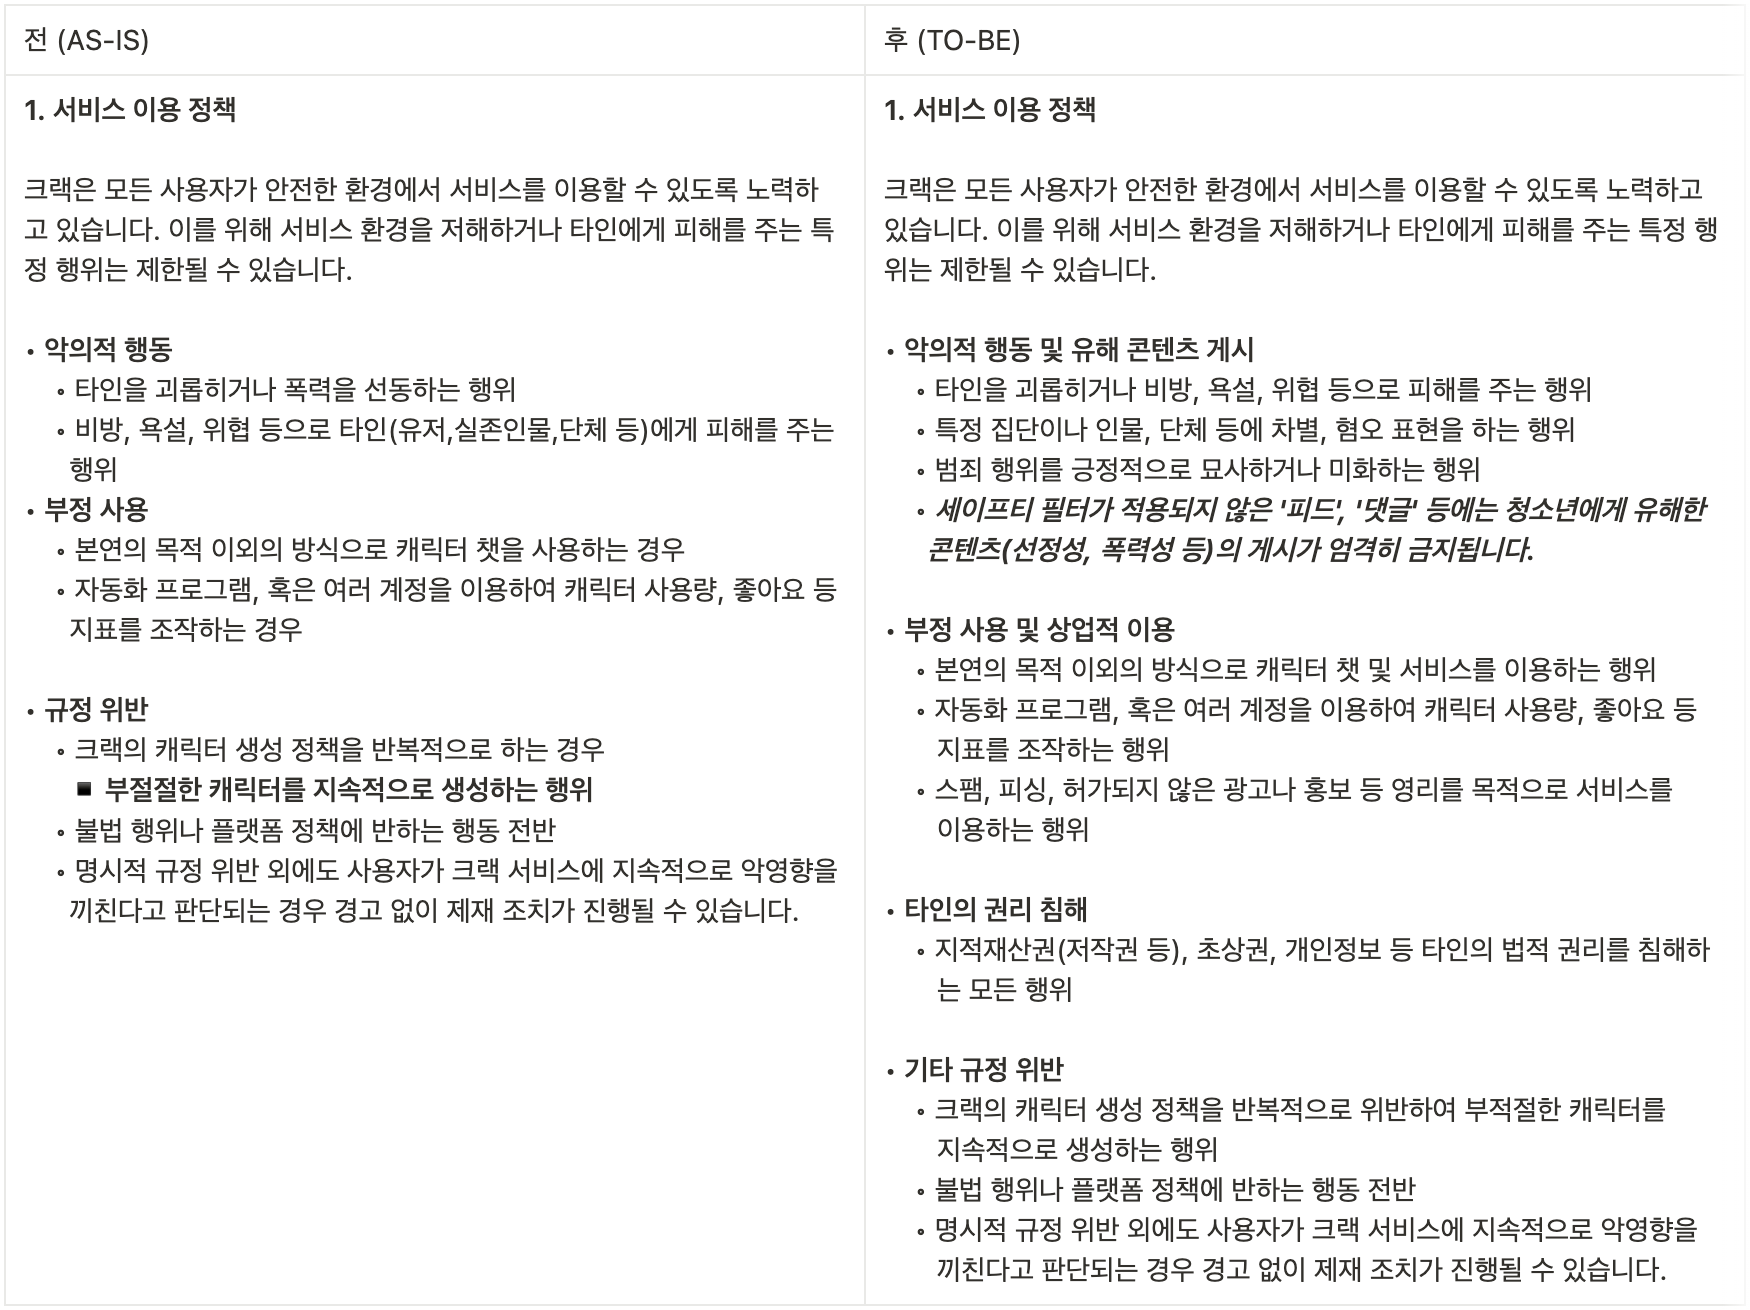 전 (AS-IS)
후 (TO-BE)
1. 서비스 이용 정책
크랙은 모든 사용자가 안전한 환경에서 서비스를 이용할 수 있도록 노력하
고 있습니다. 이를 위해 서비스 환경을 저해하거나 타인에게 피해를 주는 특
정 행위는 제한될 수 있습니다.
• 악의적 행동
◦ 타인을 괴롭히거나 폭력을 선동하는 행위
◦ 비방, 욕설, 위협 등으로 타인(유저,실존인물,단체 등)에게 피해를 주는
행위
• 부정 사용
◦ 본연의 목적 이외의 방식으로 캐릭터 챗을 사용하는 경우
◦ 자동화 프로그램, 혹은 여러 계정을 이용하여 캐릭터 사용량, 좋아요 등
지표를 조작하는 경우
• 규정 위반
◦ 크랙의 캐릭터 생성 정책을 반복적으로 하는 경우
▪ 부절절한 캐릭터를 지속적으로 생성하는 행위
◦ 불법 행위나 플랫폼 정책에 반하는 행동 전반
◦ 명시적 규정 위반 외에도 사용자가 크랙 서비스에 지속적으로 악영향을
끼친다고 판단되는 경우 경고 없이 제재 조치가 진행될 수 있습니다.
1. 서비스 이용 정책
크랙은 모든 사용자가 안전한 환경에서 서비스를 이용할 수 있도록 노력하고
있습니다. 이를 위해 서비스 환경을 저해하거나 타인에게 피해를 주는 특정 행
위는 제한될 수 있습니다.
• 악의적 행동 및 유해 콘텐츠 게시
◦ 타인을 괴롭히거나 비방, 욕설, 위협 등으로 피해를 주는 행위
◦ 특정 집단이나 인물, 단체 등에 차별, 혐오 표현을 하는 행위
◦ 범죄 행위를 긍정적으로 묘사하거나 미화하는 행위
◦ 세이프티 필터가 적용되지 않은 '피드', '댓글' 등에는 청소년에게 유해한
콘텐츠(선정성, 폭력성 등)의 게시가 엄격히 금지됩니다.
• 부정 사용 및 상업적 이용
◦ 본연의 목적 이외의 방식으로 캐릭터 챗 및 서비스를 이용하는 행위
◦ 자동화 프로그램, 혹은 여러 계정을 이용하여 캐릭터 사용량, 좋아요 등
지표를 조작하는 행위
◦ 스팸, 피싱, 허가되지 않은 광고나 홍보 등 영리를 목적으로 서비스를
이용하는 행위
• 타인의 권리 침해
◦ 지적재산권(저작권 등), 초상권, 개인정보 등 타인의 법적 권리를 침해하
는 모든 행위
• 기타 규정 위반
◦ 크랙의 캐릭터 생성 정책을 반복적으로 위반하여 부적절한 캐릭터를
지속적으로 생성하는 행위
◦ 불법 행위나 플랫폼 정책에 반하는 행동 전반
◦ 명시적 규정 위반 외에도 사용자가 크랙 서비스에 지속적으로 악영향을
끼친다고 판단되는 경우 경고 없이 제재 조치가 진행될 수 있습니다.